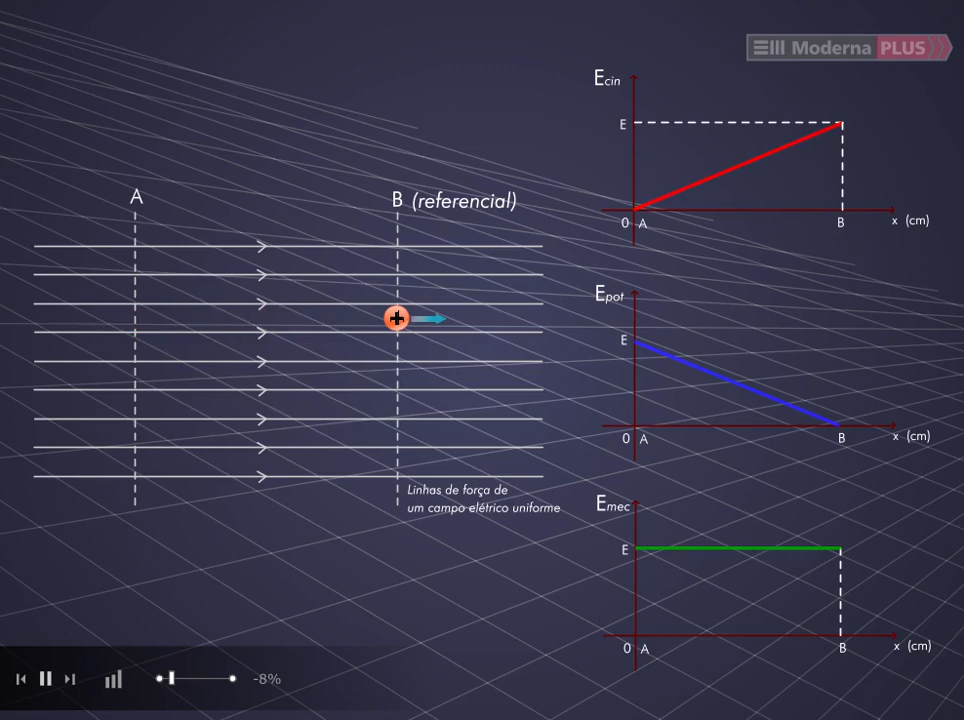 Moderna PLUS
Ecin
E
0 A B x (cm)
A
B (referencial)
Epot
E
0 A B x (cm)
Linhas de força de
um campo elétrico uniforme
Emec
E
0 A B x (cm)
-8%